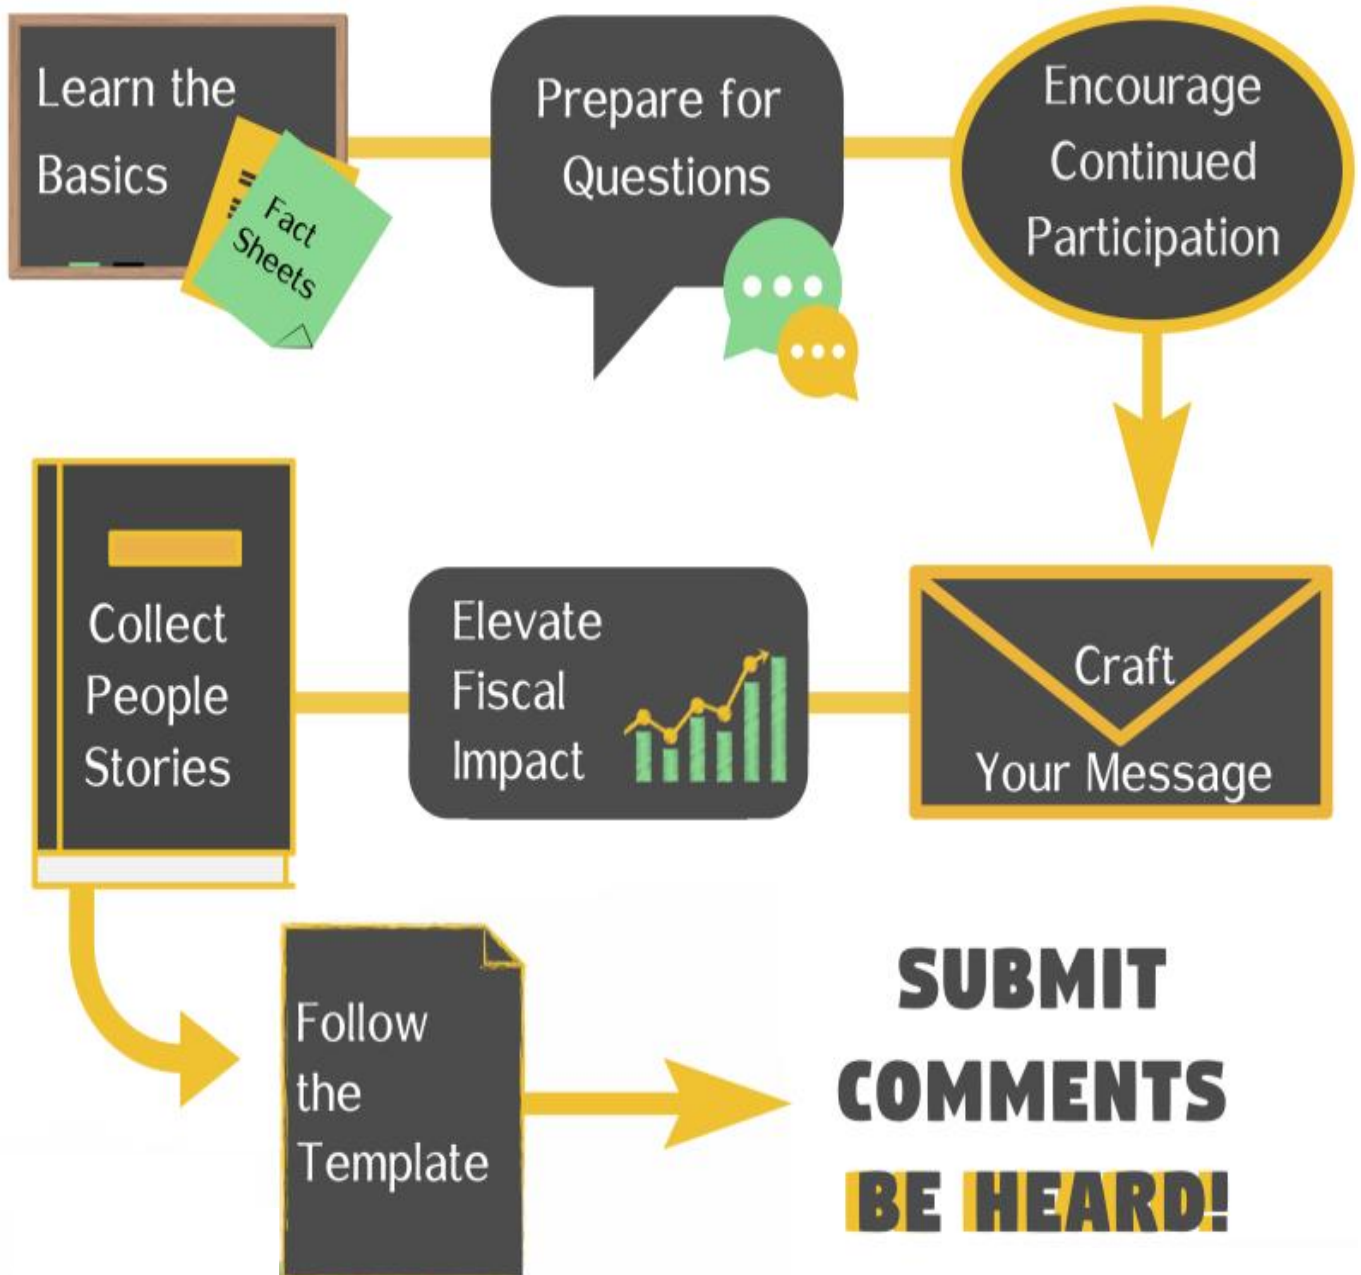 Learn the
Basics
Fact
Sheets
Prepare for
Questions
Encourage
Continued
Participation
Craft
Your Message
Elevate
Fiscal
Impact
Collect
People
Stories
Follow
the
Template
SUBMIT
COMMENTS
BE HEARD!